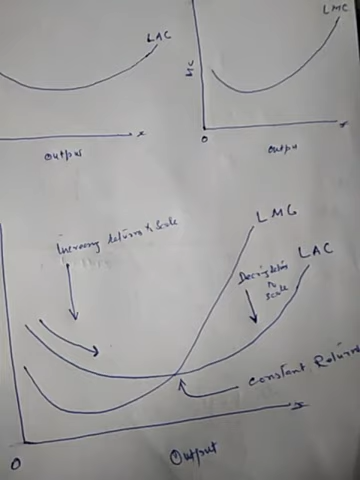 LAC
x
Output
LMC
MC
x
0
Output
Increasing returns to Scale
LMC
Decreasing returns
to
Scale
LAC
Constant Returns
x
0
Output